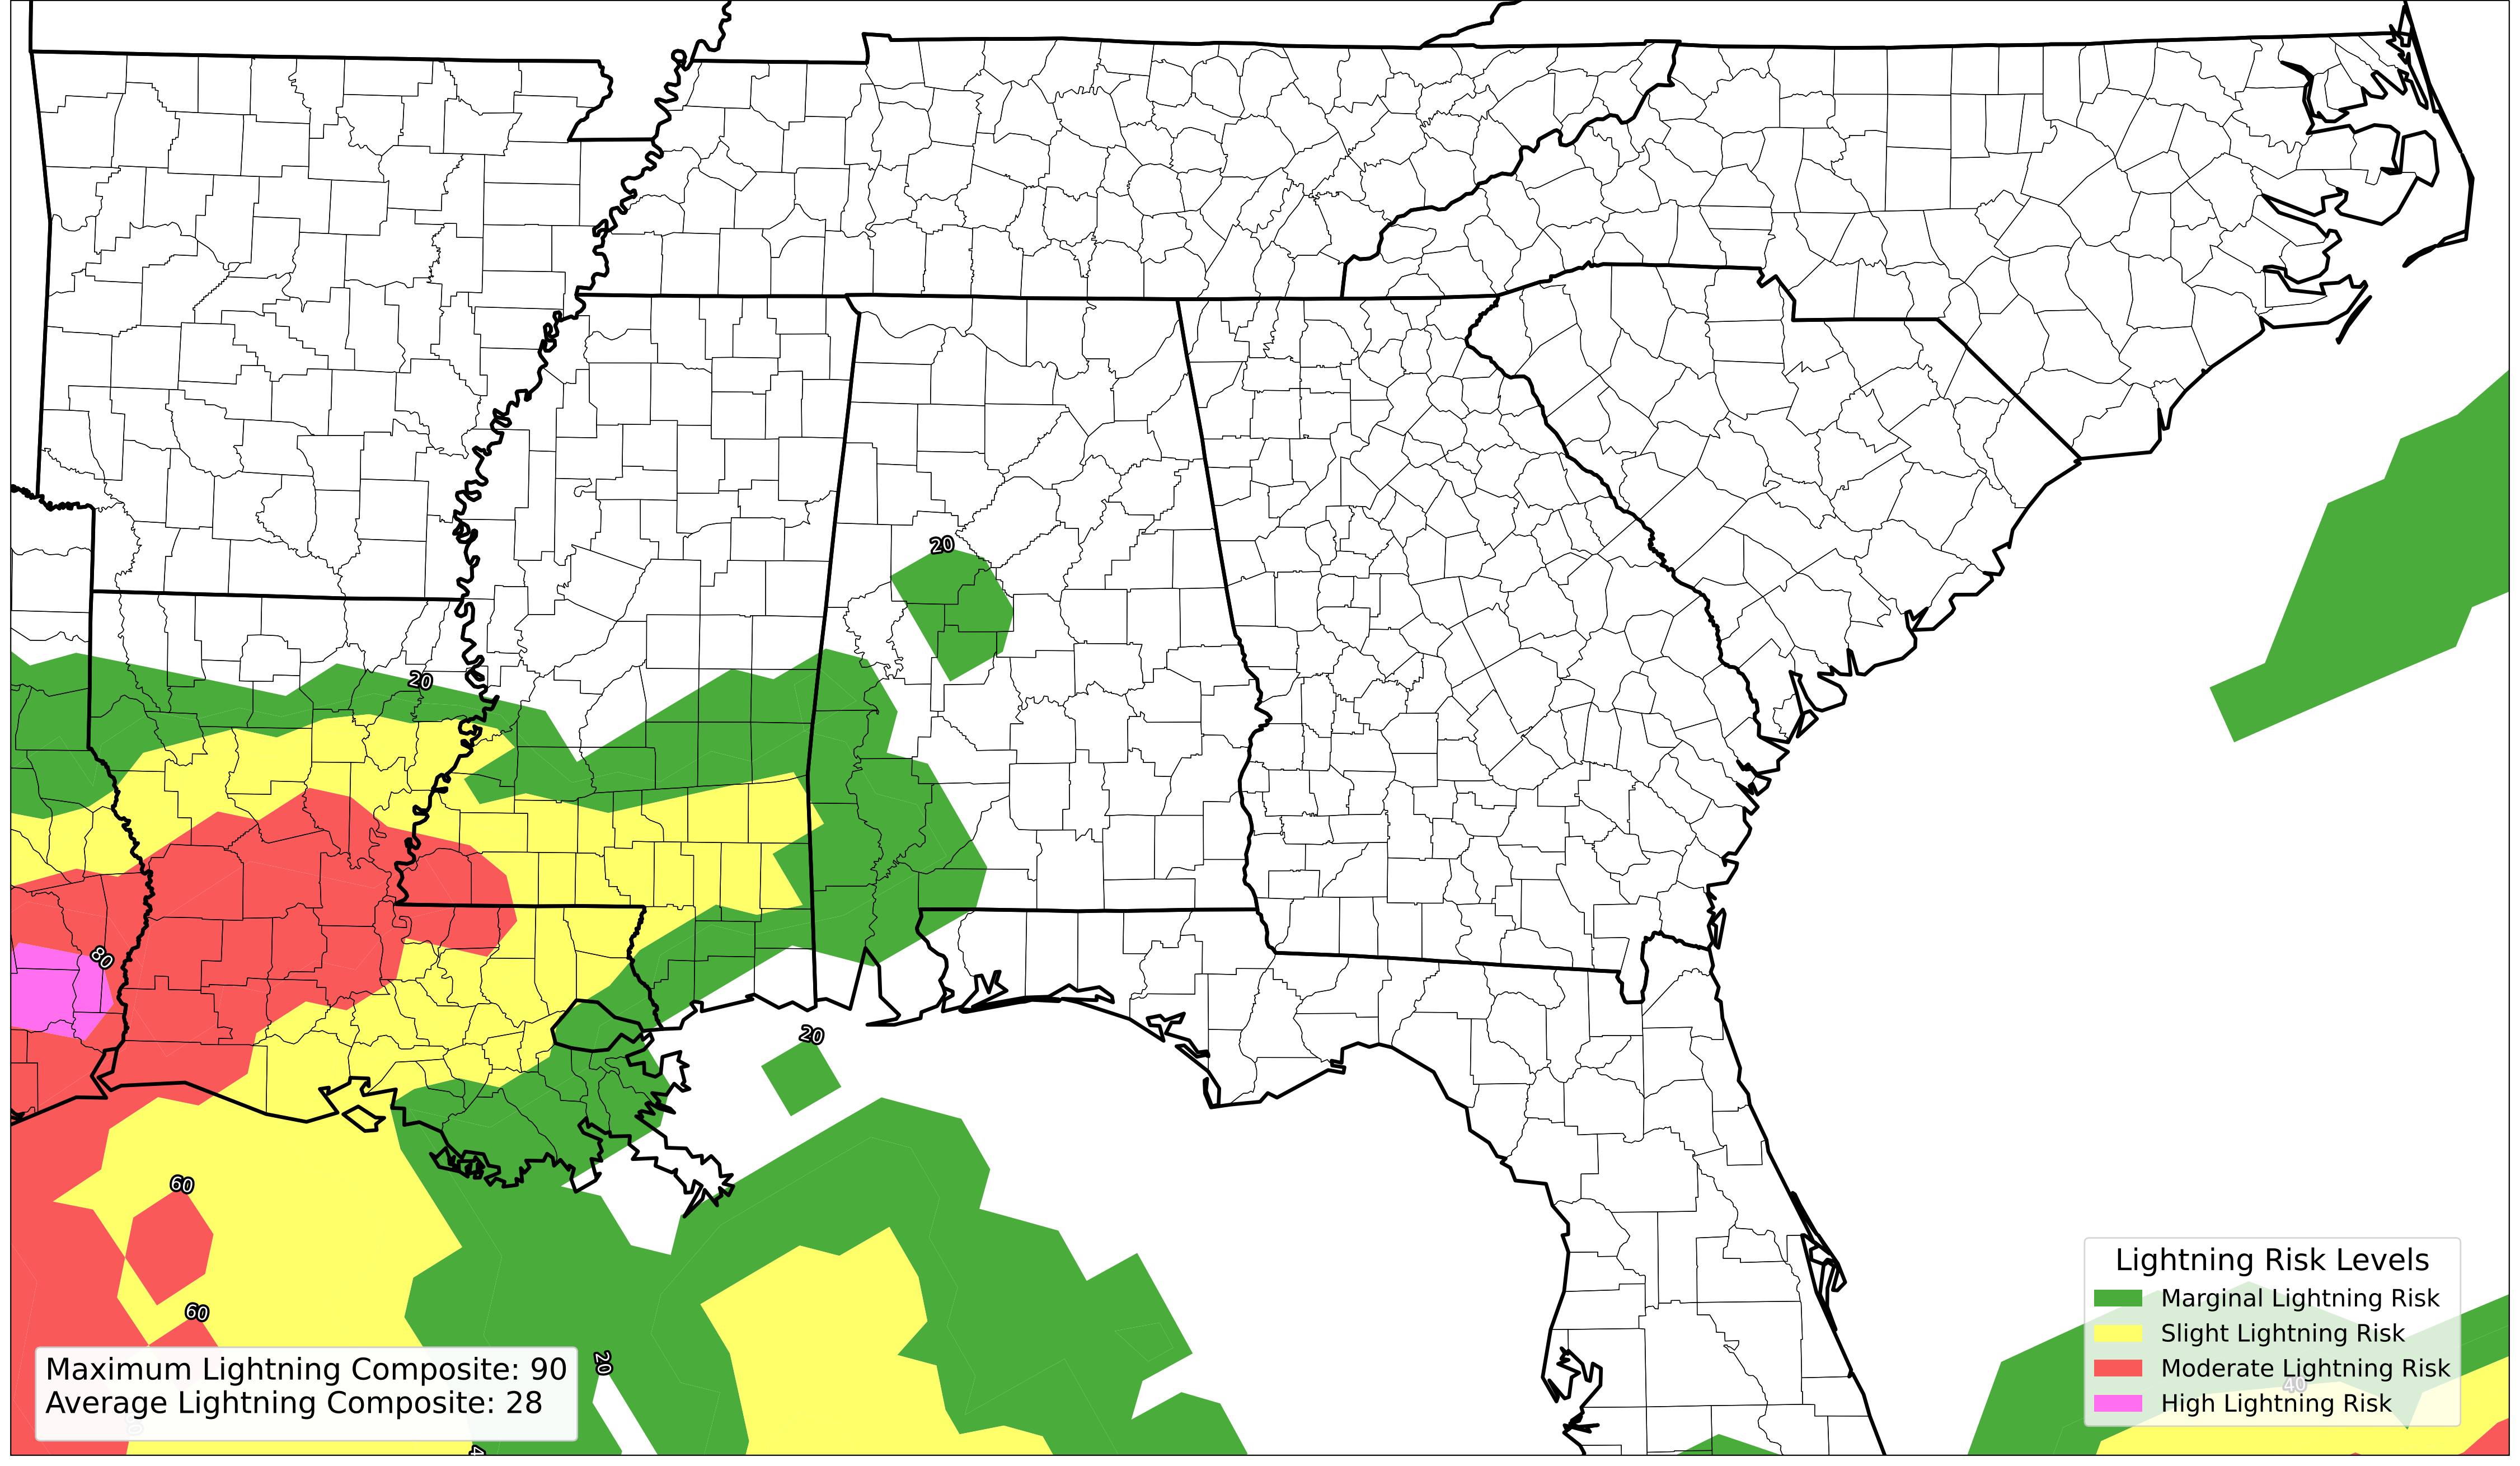 20
20
80
20
60
60
20
40
Lightning Risk Levels
Marginal Lightning Risk
Slight Lightning Risk
Moderate Lightning Risk
High Lightning Risk
Maximum Lightning Composite: 90
Average Lightning Composite: 28